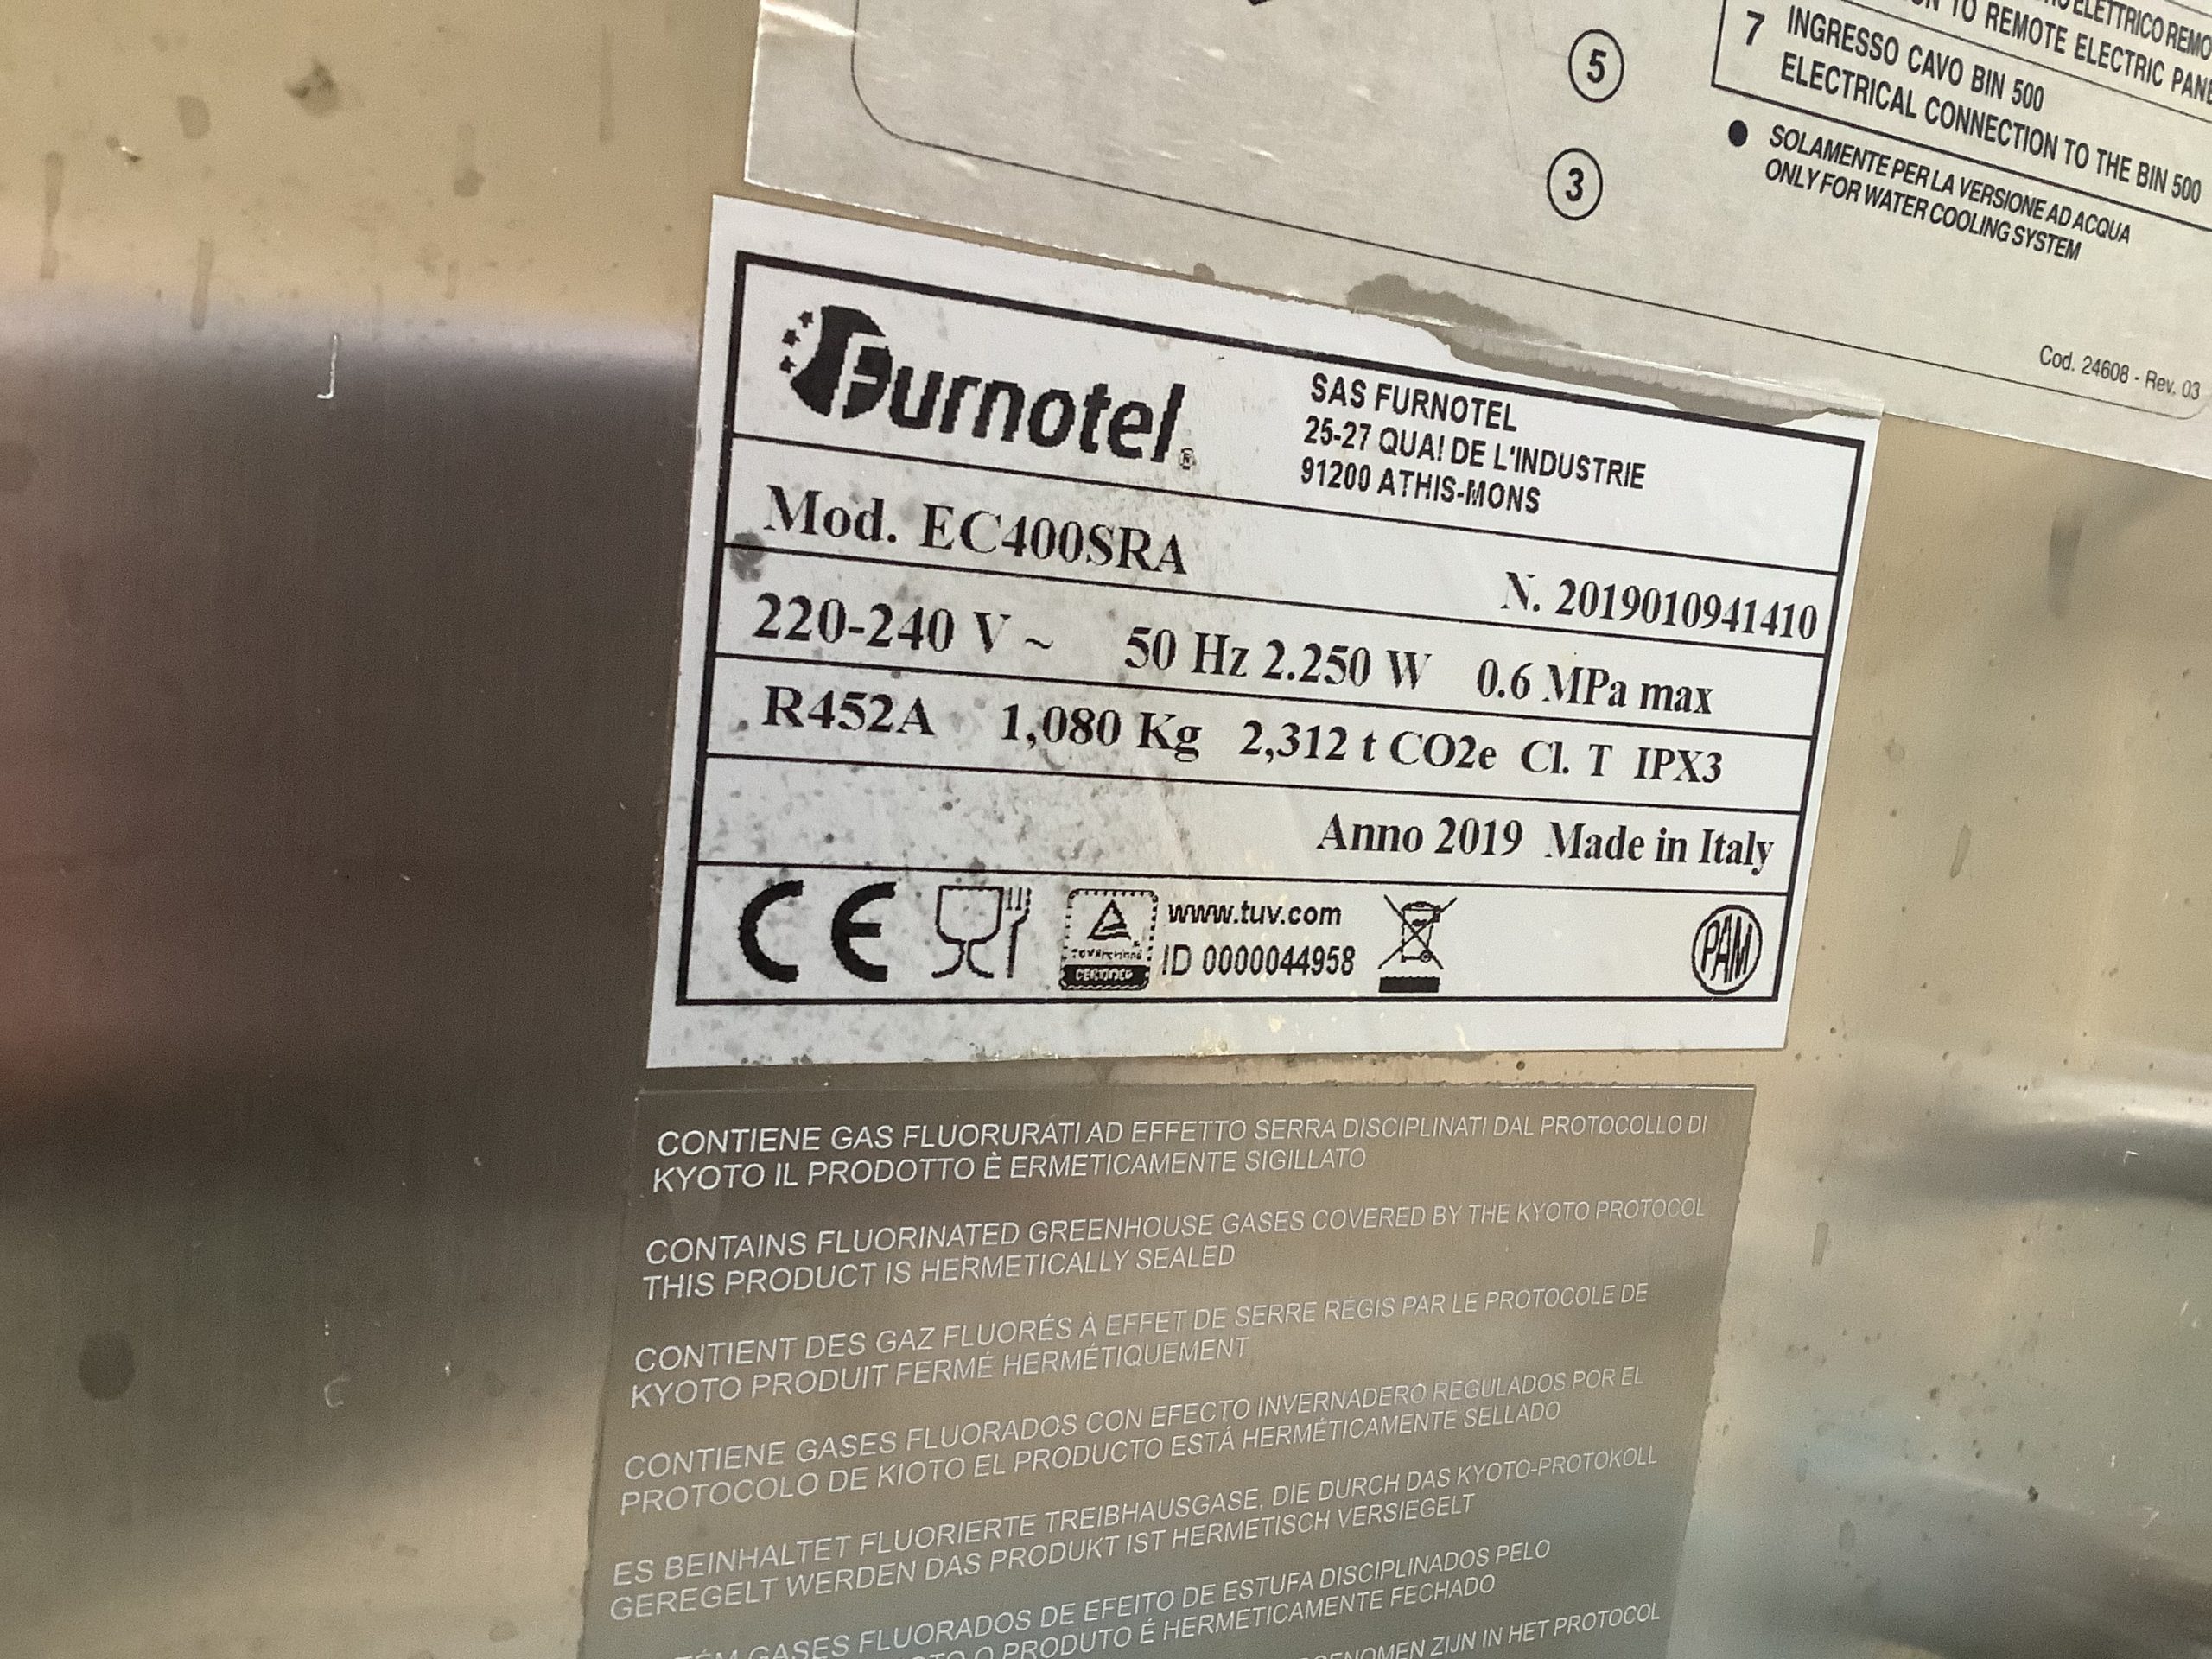 TO REMOTE ELECTRIC
7 INGRESSO CAVO BIN 500
ELECTRICAL CONNECTION TO THE BIN 500
● SOLAMENTE PER LA VERSIONE AD ACQUA
ONLY FOR WATER COOLING SYSTEM
5
3
Cod. 24608 - Rev. 03
Furnotel®
SAS FURNOTEL
25-27 QUAI DE L'INDUSTRIE
91200 ATHIS-MONS
Mod. EC400SRA
N. 2019010941410
220-240 V ~ 50 Hz 2.250 W 0.6 MPa max
R452A 1,080 Kg 2,312 t CO2e Cl. T IPX3
Anno 2019 Made in Italy
CE
TÜVRheinland
CERTIFIED
www.tuv.com
ID 0000044958
PAM
CONTIENE GAS FLUORURATI AD EFFETTO SERRA DISCIPLINATI DAL PROTOCOLLO DI
KYOTO IL PRODOTTO È ERMETICAMENTE SIGILLATO
CONTAINS FLUORINATED GREENHOUSE GASES COVERED BY THE KYOTO PROTOCOL
THIS PRODUCT IS HERMETICALLY SEALED
CONTIENT DES GAZ FLUORÉS À EFFET DE SERRE RÉGIS PAR LE PROTOCOLE DE
KYOTO PRODUIT FERMÉ HERMÉTIQUEMENT
CONTIENE GASES FLUORADOS CON EFECTO INVERNADERO REGULADOS POR EL
PROTOCOLO DE KIOTO EL PRODUCTO ESTÁ HERMÉTICAMENTE SELLADO
ES BEINHALTET FLUORIERTE TREIBHAUSGASE, DIE DURCH DAS KYOTO-PROTOKOLL
GEREGELT WERDEN DAS PRODUKT IST HERMETISCH VERSIEGELT
GASES FLUORADOS DE EFEITO DE ESTUFA DISCIPLINADOS PELO
O PRODUTO É HERMETICAMENTE FECHADO
ZIJN IN HET PROTOCOL